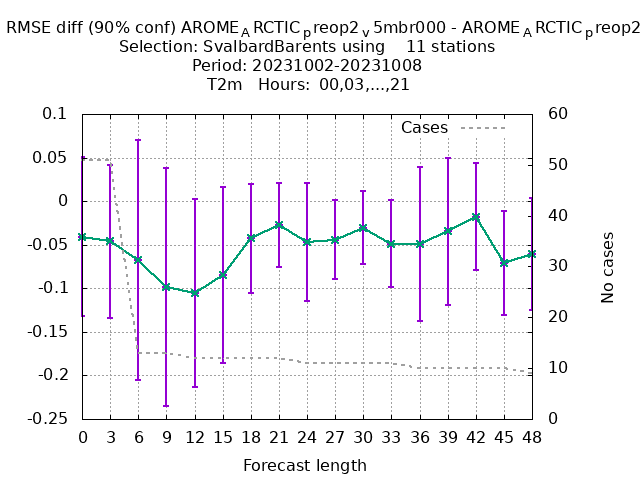 RMSE diff (90% conf) AROME_ARCTIC_preop2_v5mbr000 - AROME_ARCTIC_preop2
Selection: SvalbardBarents using 11 stations
Period: 20231002-20231008
T2m Hours: 00,03,...,21
0.1
0.05
0
-0.05
-0.1
-0.15
-0.2
-0.25
Cases
60
50
40
30
20
10
0
No cases
0 3 6 9 12 15 18 21 24 27 30 33 36 39 42 45 48
Forecast length